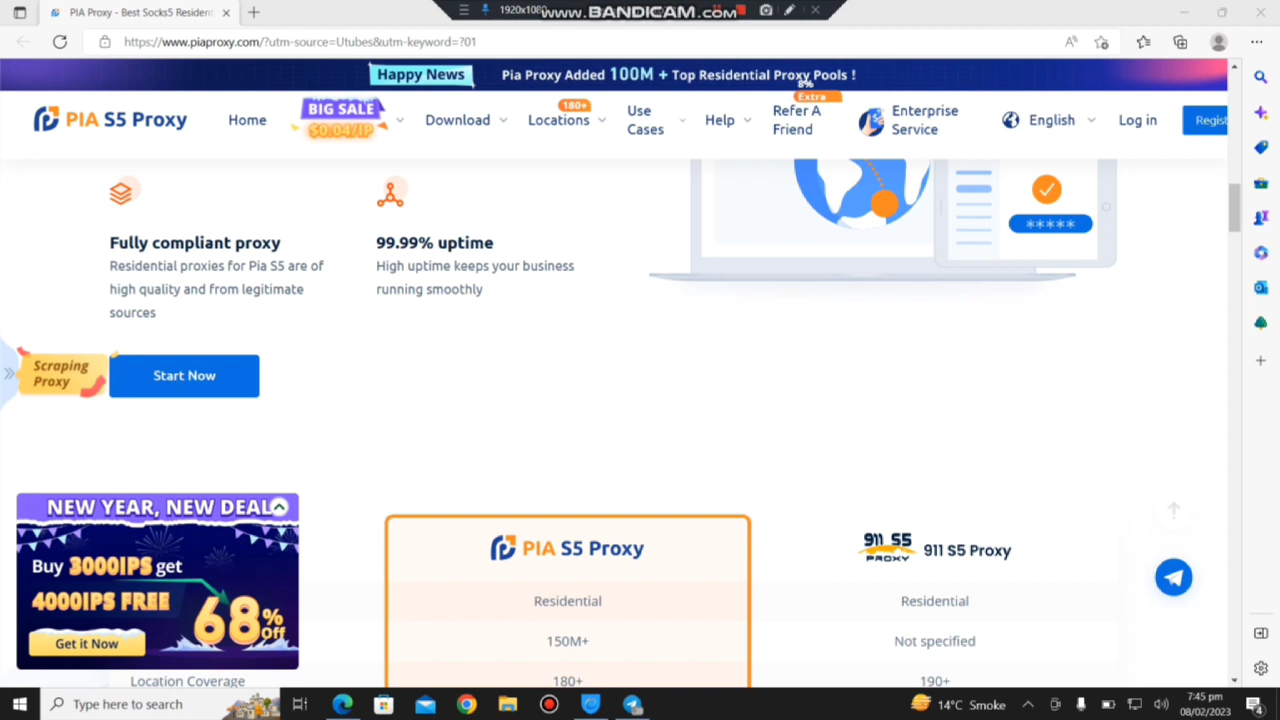 PIA Proxy - Best Socks5 Resident
1920x1080
www.BANDICAM.com
https://www.piaproxy.com/?utm-source=Utubes&utm-keyword=?01
Happy News
Pia Proxy Added 100M + Top Residential Proxy Pools !
PIA S5 Proxy
Home
BIG SALE
$0.04/IP
Download
180+
Locations
Use
Cases
Help
8%
Extra
Refer A
Friend
Enterprise
Service
English
Log in
Regist
Fully compliant proxy
Residential proxies for Pia S5 are of
high quality and from legitimate
sources
99.99% uptime
High uptime keeps your business
running smoothly
*****
Scraping
Proxy
Start Now
NEW YEAR, NEW DEAL
Buy 3000IPS get
4000IPS FREE
68% Off
Get it Now
PIA S5 Proxy
911 S5
PROXY
911 S5 Proxy
Residential
Residential
150M+
Not specified
Location Coverage
180+
190+
Type here to search
14°C Smoke
7:45 pm
08/02/2023
4